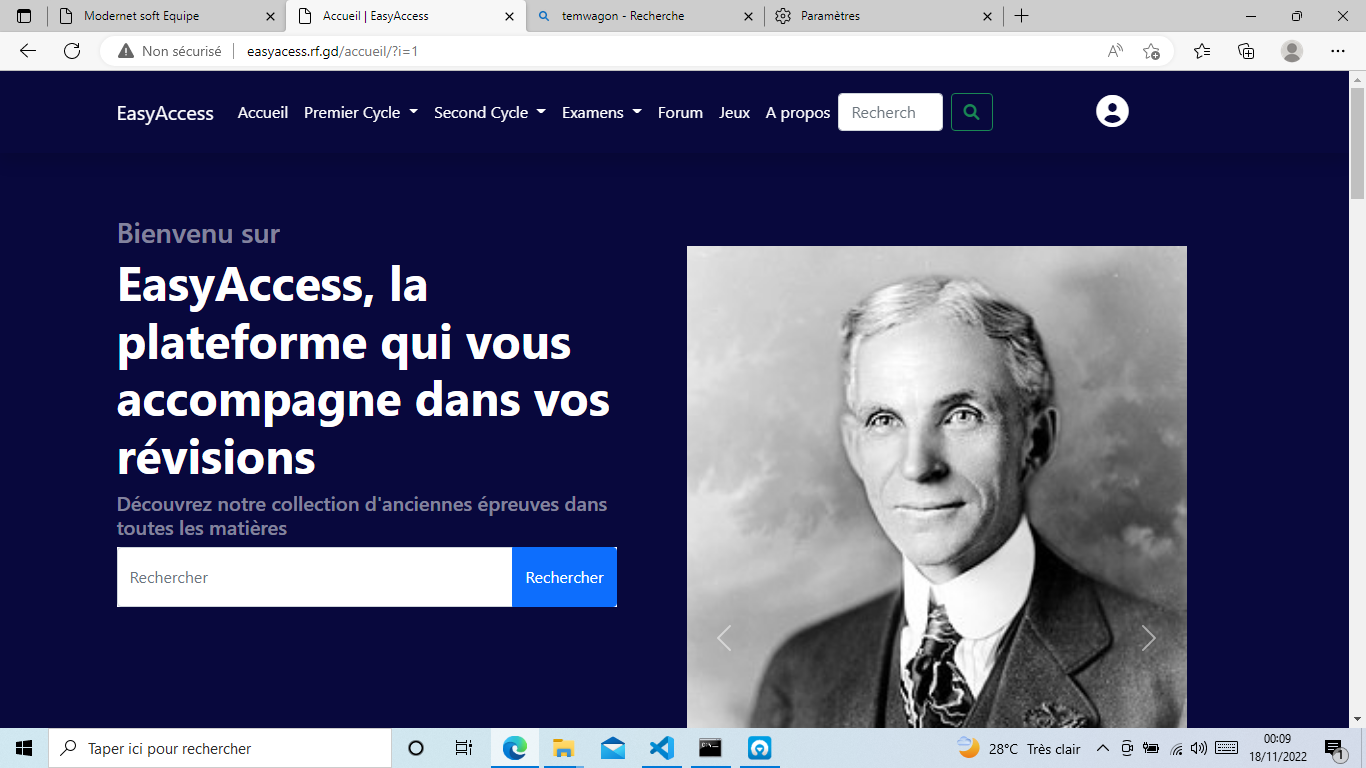 Modernet soft Equipe
Accueil | EasyAccess
temwagon - Recherche
Paramètres
Non sécurisé
easyacess.rf.gd/accueil/?i=1
EasyAccess
Accueil
Premier Cycle
Second Cycle
Examens
Forum
Jeux
A propos
Recherch
Bienvenu sur
EasyAccess, la
plateforme qui vous
accompagne dans vos
révisions
Découvrez notre collection d'anciennes épreuves dans
toutes les matières
Rechercher
Rechercher
Taper ici pour rechercher
28°C Très clair
00:09
18/11/2022
1